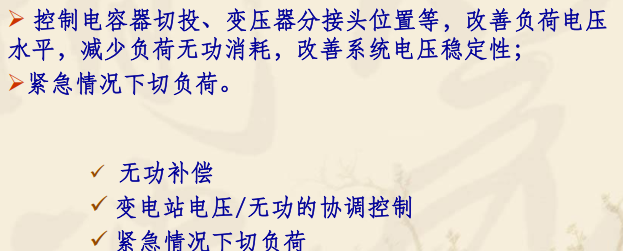 控制电容器切投、变压器分接头位置等，改善负荷电压
水平，减少负荷无功消耗，改善系统电压稳定性；
紧急情况下切负荷。
无功补偿
变电站电压/无功的协调控制
紧急情况下切负荷